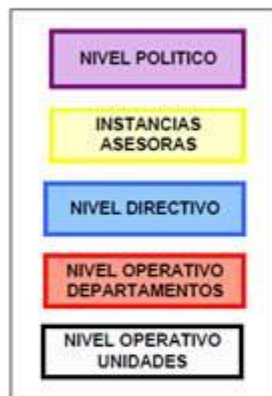 NIVEL POLITICO
INSTANCIAS
ASESORAS
NIVEL DIRECTIVO
NIVEL OPERATIVO
DEPARTAMENTOS
NIVEL OPERATIVO
UNIDADES